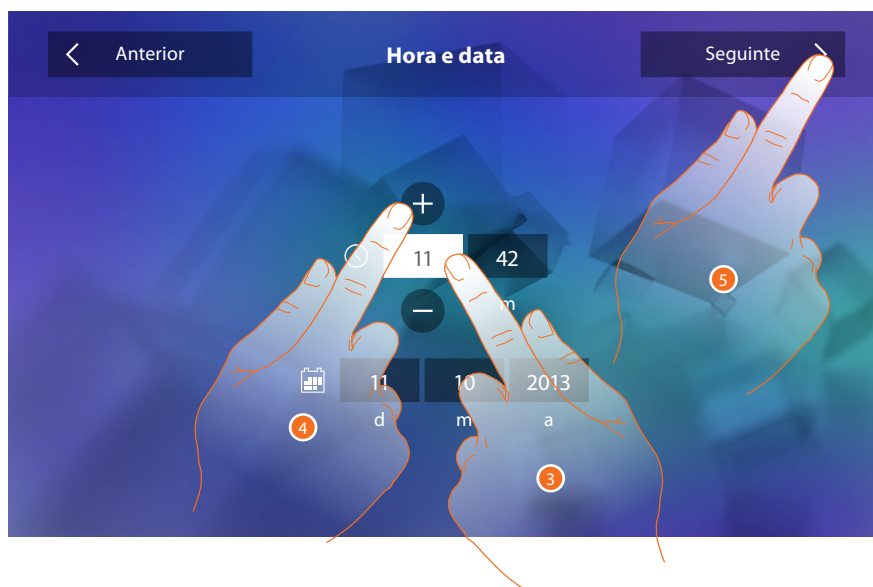 Anterior
Hora e data
Seguinte
+
11
42
m
−
11
10
2013
d
m
a
5
4
3